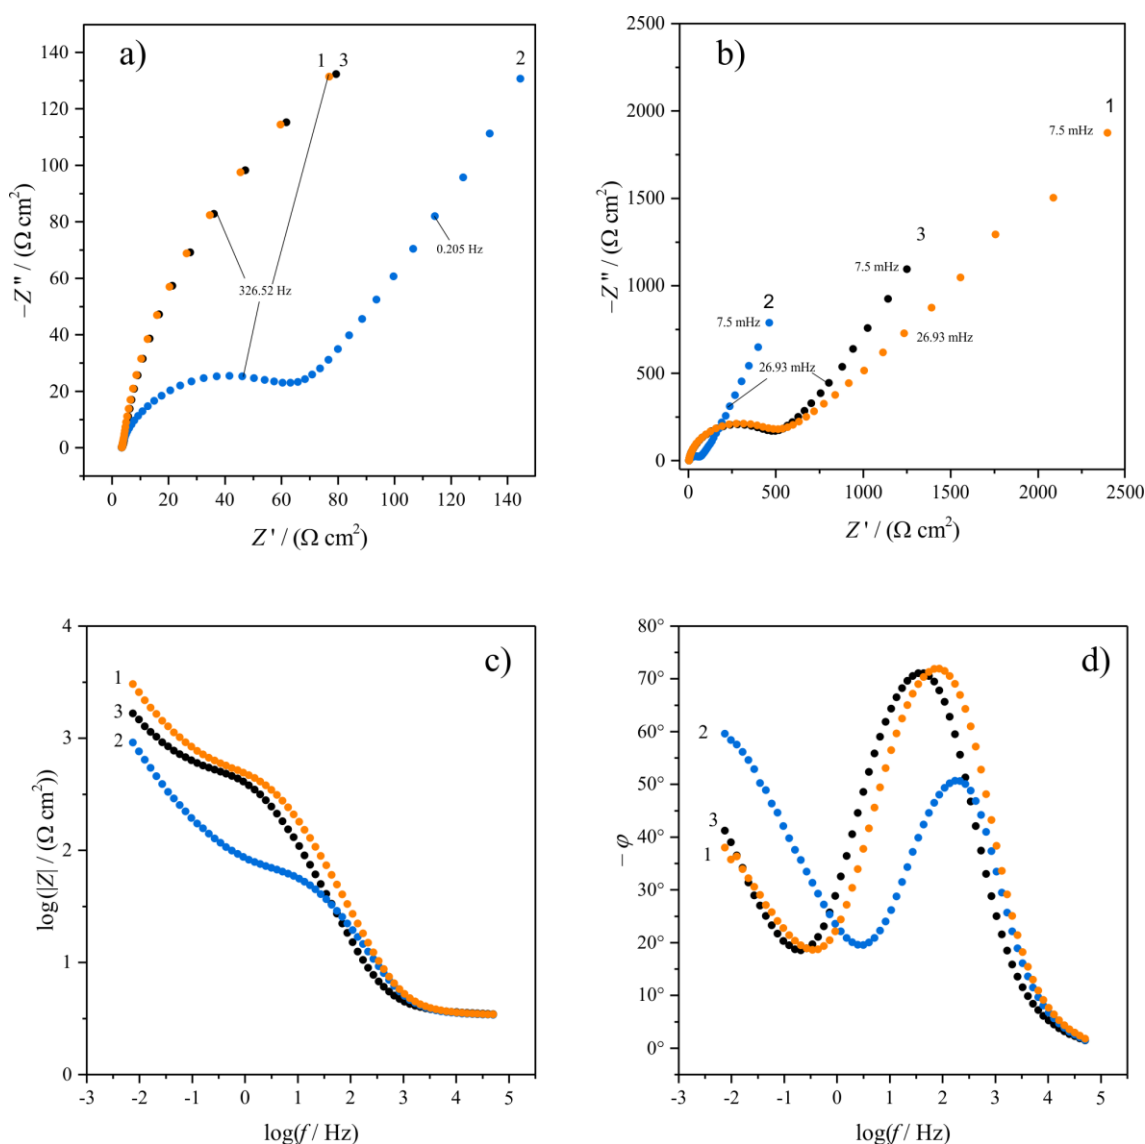 a)
140
120
100
80
60
40
20
0
−Z'' / (Ω cm²)
1 3 2
326.52 Hz
0.205 Hz
0 20 40 60 80 100 120 140
Z' / (Ω cm²)
b)
2500
2000
1500
1000
500
0
−Z'' / (Ω cm²)
1
7.5 mHz
3
7.5 mHz
2
7.5 mHz
26.93 mHz
26.93 mHz
0 500 1000 1500 2000 2500
Z' / (Ω cm²)
c)
4
3
2
1
0
log(|Z| / (Ω cm²))
1
3
2
-3 -2 -1 0 1 2 3 4 5
log(f / Hz)
d)
80°
70°
60°
50°
40°
30°
20°
10°
0°
− φ
2
3
1
-3 -2 -1 0 1 2 3 4 5
log(f / Hz)